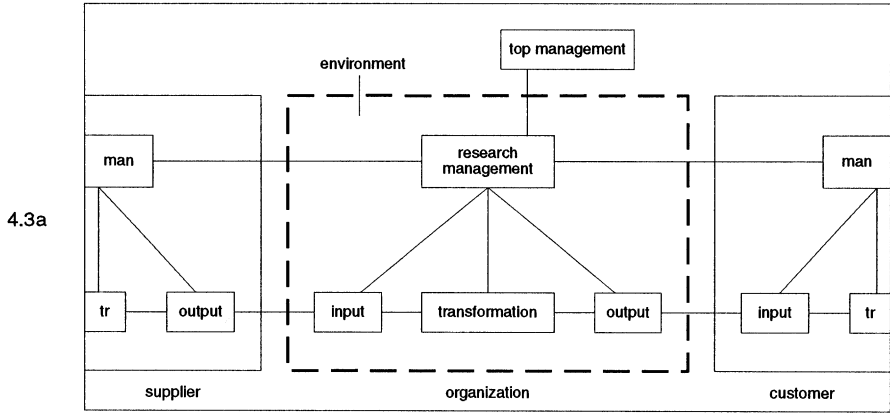 top management
environment
man
research
management
man
4.3a
tr
output
input
transformation
output
input
tr
supplier
organization
customer